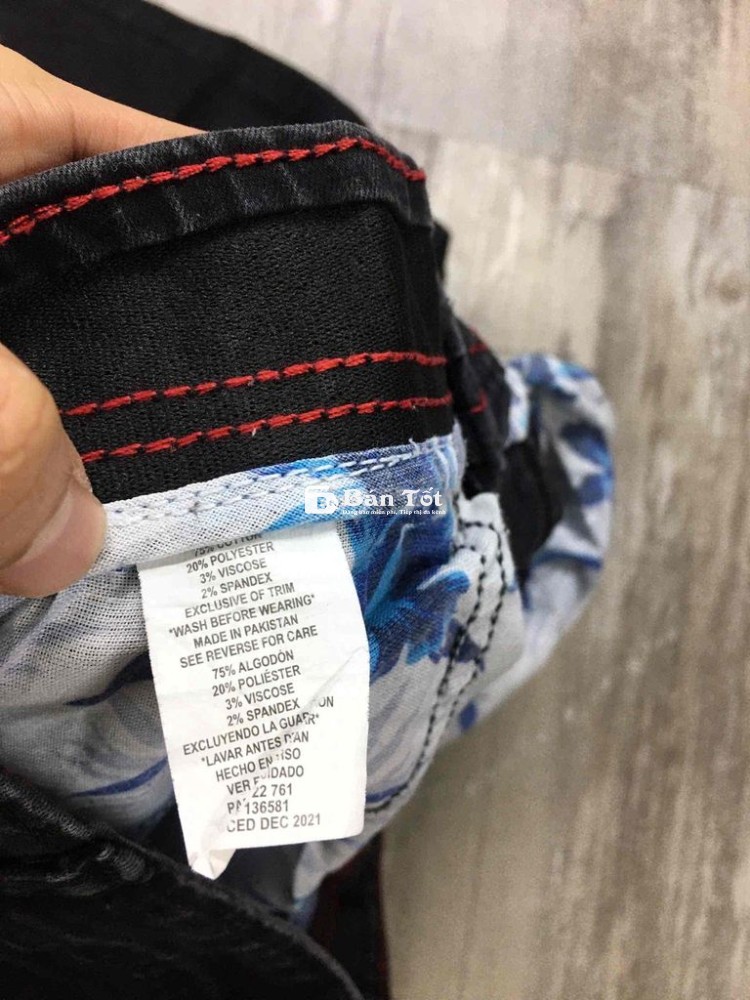 Bán Tốt
75% COTTON
20% POLYESTER
3% VISCOSE
2% SPANDEX
EXCLUSIVE OF TRIM
*WASH BEFORE WEARING*
MADE IN PAKISTAN
SEE REVERSE FOR CARE
75% ALGODÓN
20% POLIÉSTER
3% VISCOSE
2% SPANDEX
EXCLUYENDO LA
*LAVAR ANTES
HECHO EN
VER
22 761
136581
CED DEC 2021